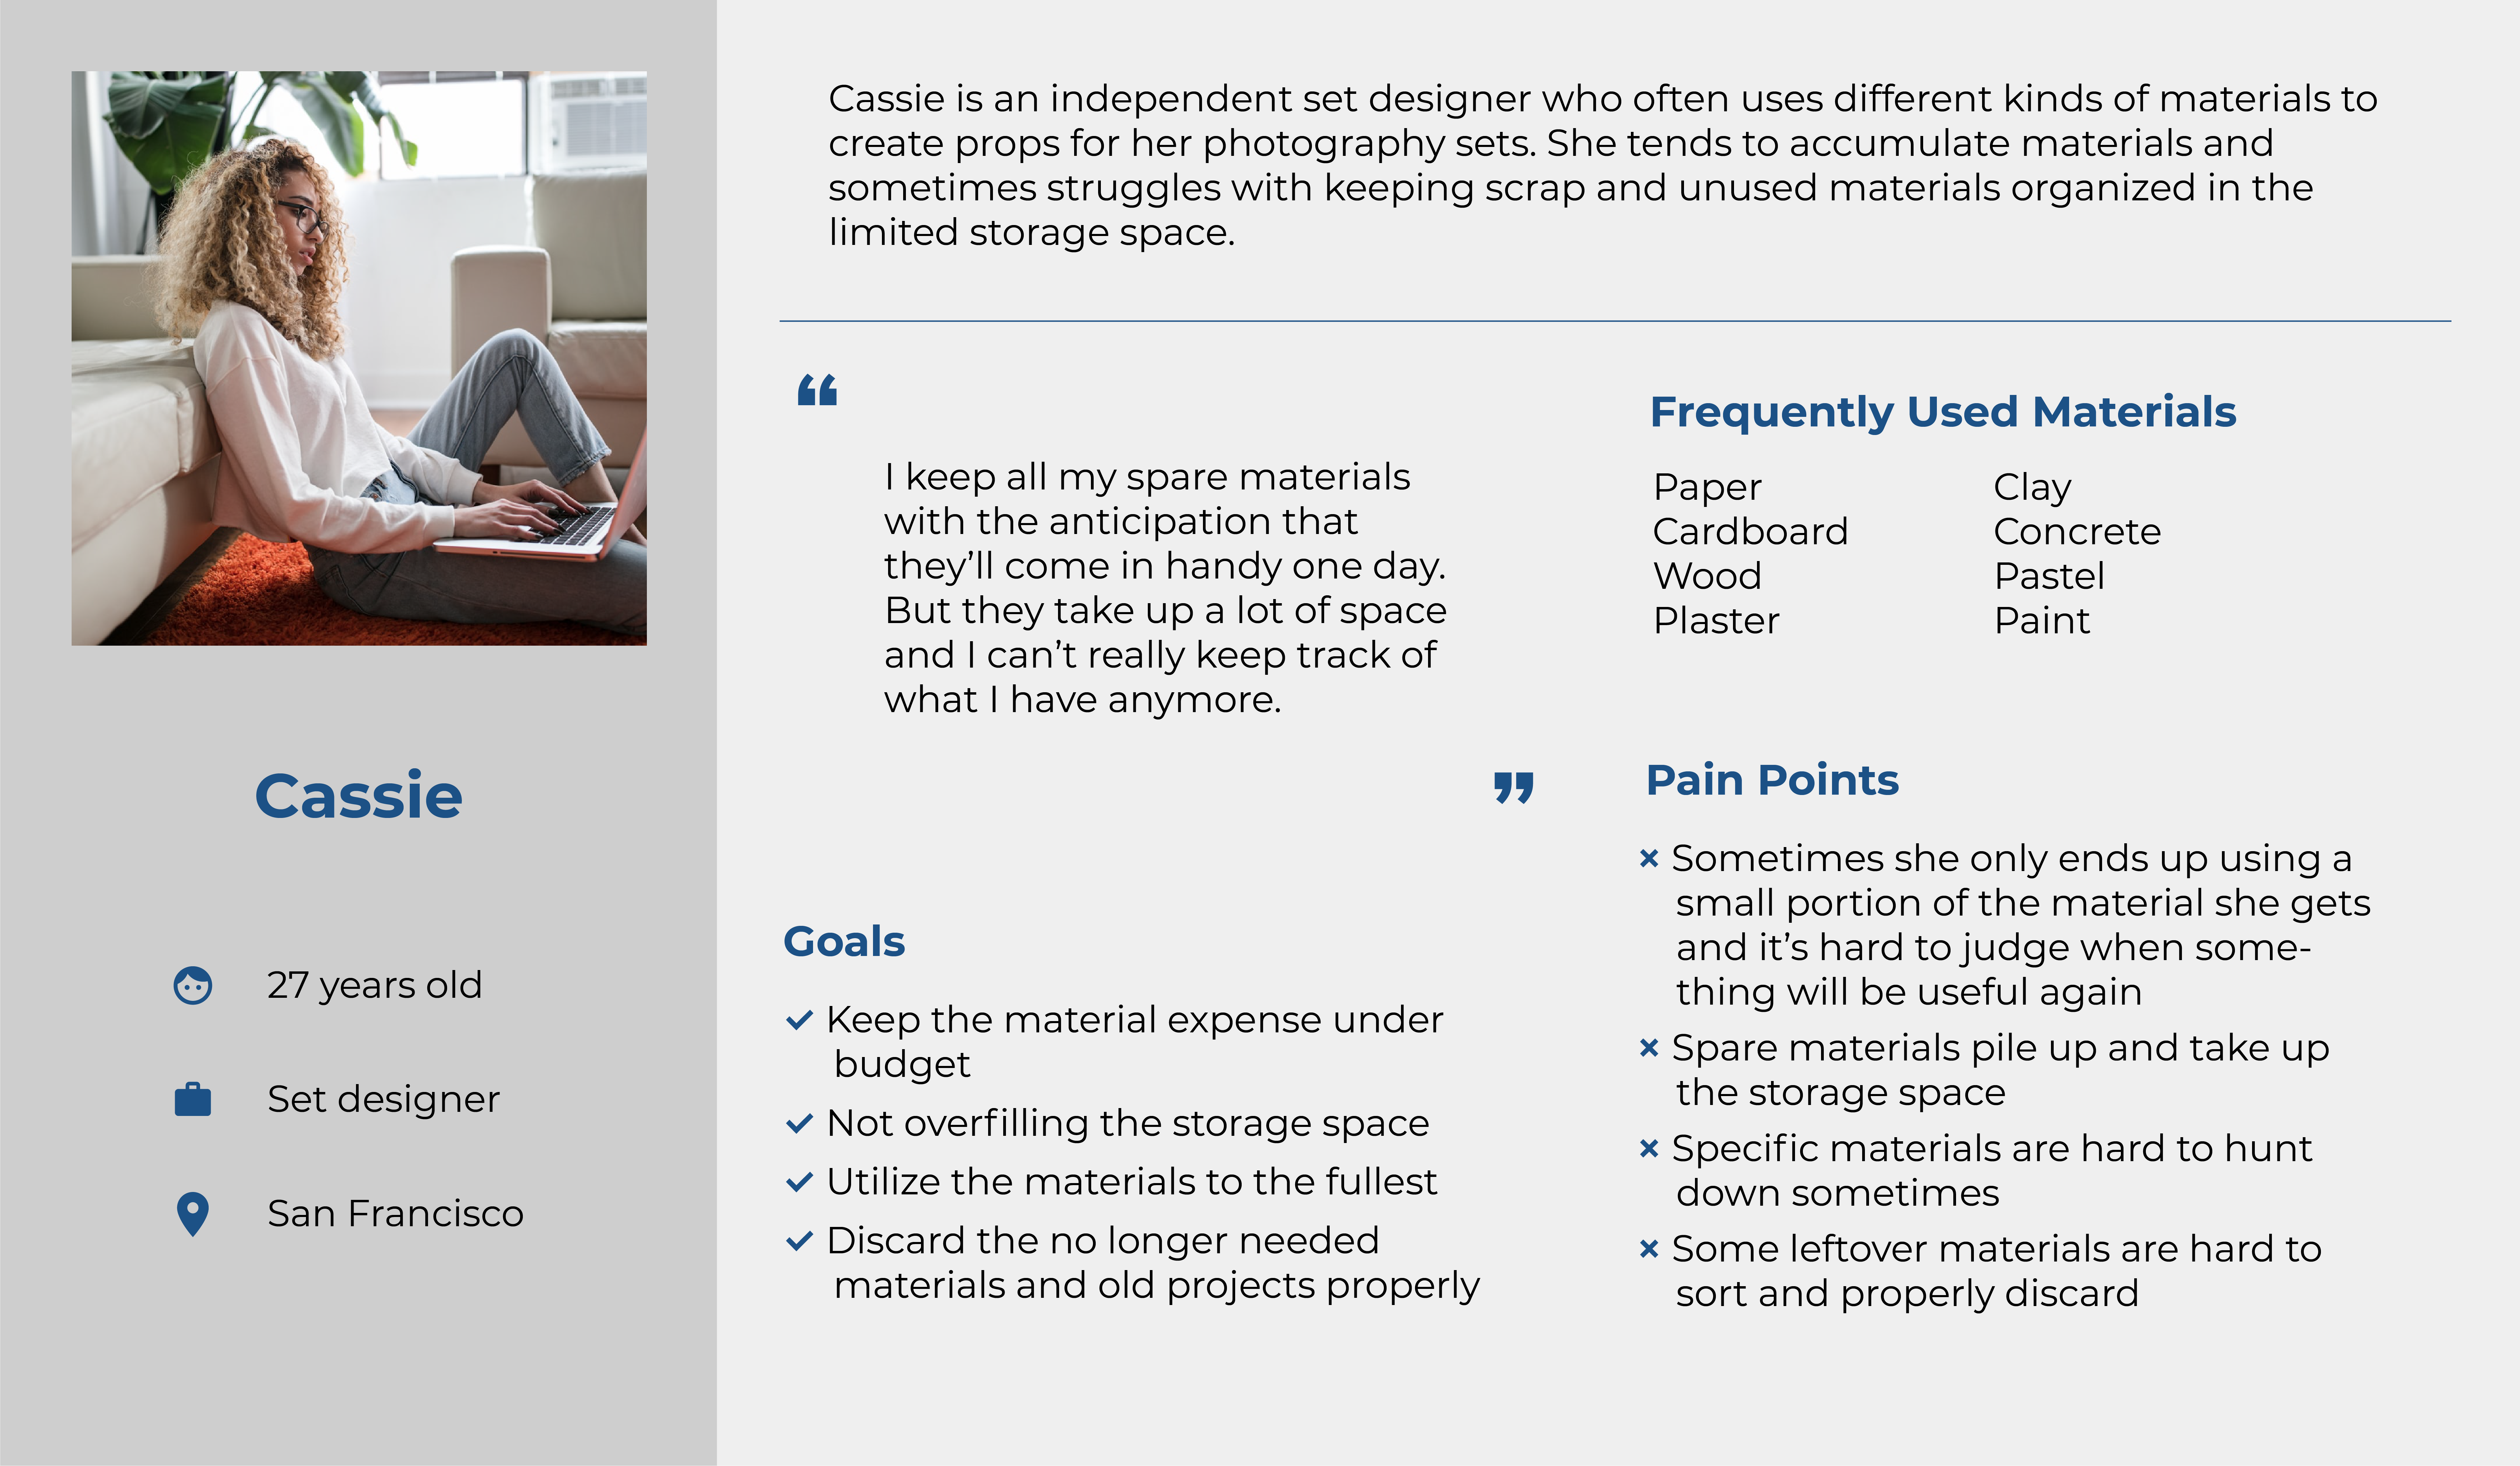 Cassie
27 years old
Set designer
San Francisco
Cassie is an independent set designer who often uses different kinds of materials to
create props for her photography sets. She tends to accumulate materials and
sometimes struggles with keeping scrap and unused materials organized in the
limited storage space.
“
I keep all my spare materials
with the anticipation that
they’ll come in handy one day.
But they take up a lot of space
and I can’t really keep track of
what I have anymore.
”
Goals
Keep the material expense under
budget
Not overfilling the storage space
Utilize the materials to the fullest
Discard the no longer needed
materials and old projects properly
Frequently Used Materials
Paper
Cardboard
Wood
Plaster
Clay
Concrete
Pastel
Paint
Pain Points
Sometimes she only ends up using a
small portion of the material she gets
and it’s hard to judge when some-
thing will be useful again
Spare materials pile up and take up
the storage space
Specific materials are hard to hunt
down sometimes
Some leftover materials are hard to
sort and properly discard